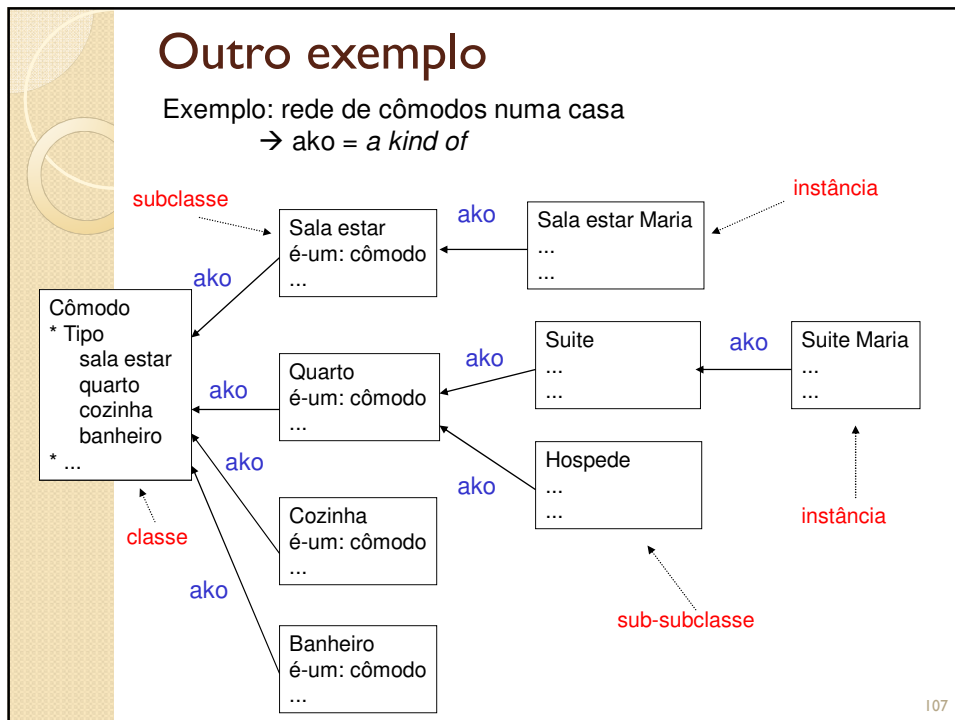 Outro exemplo
Exemplo: rede de cômodos numa casa
→ ako = a kind of
subclasse
instância
Sala estar
é-um: cômodo
...
ako
Sala estar Maria
...
...
ako
Cômodo
* Tipo
sala estar
quarto
cozinha
banheiro
* ...
classe
ako
Quarto
é-um: cômodo
...
ako
Suite
...
...
ako
Suite Maria
...
...
instância
ako
Hospede
...
...
sub-subclasse
ako
Cozinha
é-um: cômodo
...
ako
Banheiro
é-um: cômodo
...
107